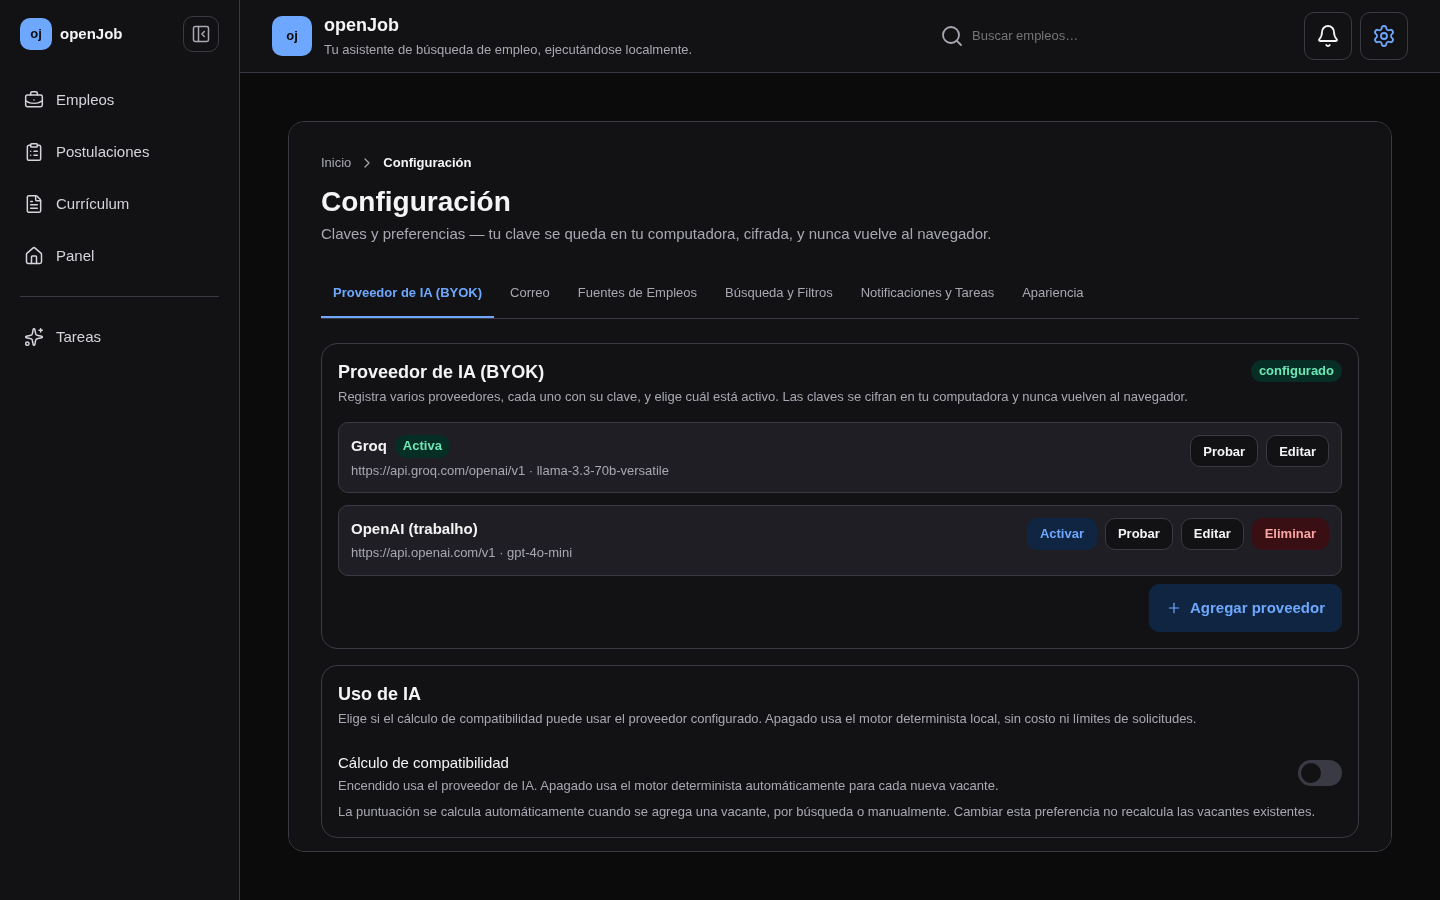 oj openJob
Empleos
Postulaciones
Currículum
Panel
Tareas
oj openJob
Tu asistente de búsqueda de empleo, ejecutándose localmente.
Buscar empleos…
Inicio Configuración
Configuración
Claves y preferencias — tu clave se queda en tu computadora, cifrada, y nunca vuelve al navegador.
Proveedor de IA (BYOK) Correo Fuentes de Empleos Búsqueda y Filtros Notificaciones y Tareas Apariencia
Proveedor de IA (BYOK) configurado
Registra varios proveedores, cada uno con su clave, y elige cuál está activo. Las claves se cifran en tu computadora y nunca vuelven al navegador.
Groq Activa Probar Editar
https://api.groq.com/openai/v1 · llama-3.3-70b-versatile
OpenAI (trabalho) Activar Probar Editar Eliminar
https://api.openai.com/v1 · gpt-4o-mini
Agregar proveedor
Uso de IA
Elige si el cálculo de compatibilidad puede usar el proveedor configurado. Apagado usa el motor determinista local, sin costo ni límites de solicitudes.
Cálculo de compatibilidad
Encendido usa el proveedor de IA. Apagado usa el motor determinista automáticamente para cada nueva vacante.
La puntuación se calcula automáticamente cuando se agrega una vacante, por búsqueda o manualmente. Cambiar esta preferencia no recalcula las vacantes existentes.